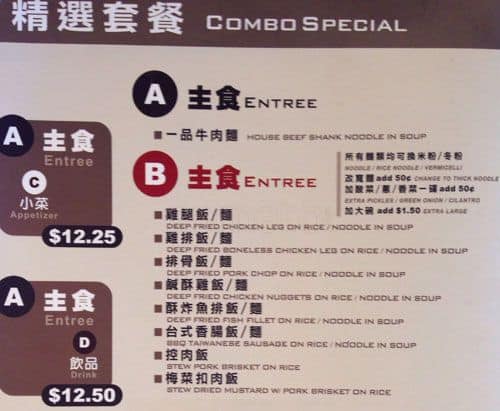 精選套餐 COMBO SPECIAL
A 主食 ENTREE
一品牛肉麵 HOUSE BEEF SHANK NOODLE IN SOUP
A 主食
Entree
C
小菜
Appetizer
$12.25
B 主食 ENTREE
所有麵類均可換米粉/冬粉
NOODLE / RICE NOODLE / VERMICELLI
改寬麵 add 50¢ CHANGE TO THICK NOODLE
加酸菜/蔥/香菜一碟 add 50¢
EXTRA PICKLES / GREEN ONION / CILANTRO
加大碗 add $1.50 EXTRA LARGE
雞腿飯/麵
DEEP FRIED CHICKEN LEG ON RICE / NOODLE IN SOUP
雞排飯/麵
DEEP FRIED BONELESS CHICKEN LEG ON RICE / NOODLE IN SOUP
排骨飯/麵
DEEP FRIED PORK CHOP ON RICE / NOODLE IN SOUP
鹹酥雞飯/麵
DEEP FRIED CHICKEN NUGGETS ON RICE / NOODLE IN SOUP
酥炸魚排飯/麵
DEEP FRIED FISH FILLET ON RICE / NOODLE IN SOUP
台式香腸飯/麵
BBQ TAIWANESE SAUSAGE ON RICE / NOODLE IN SOUP
控肉飯
STEW PORK BRISKET ON RICE
梅菜扣肉飯
STEW DRIED MUSTARD W/ PORK BRISKET ON RICE
A 主食
Entree
D
飲品
Drink
$12.50